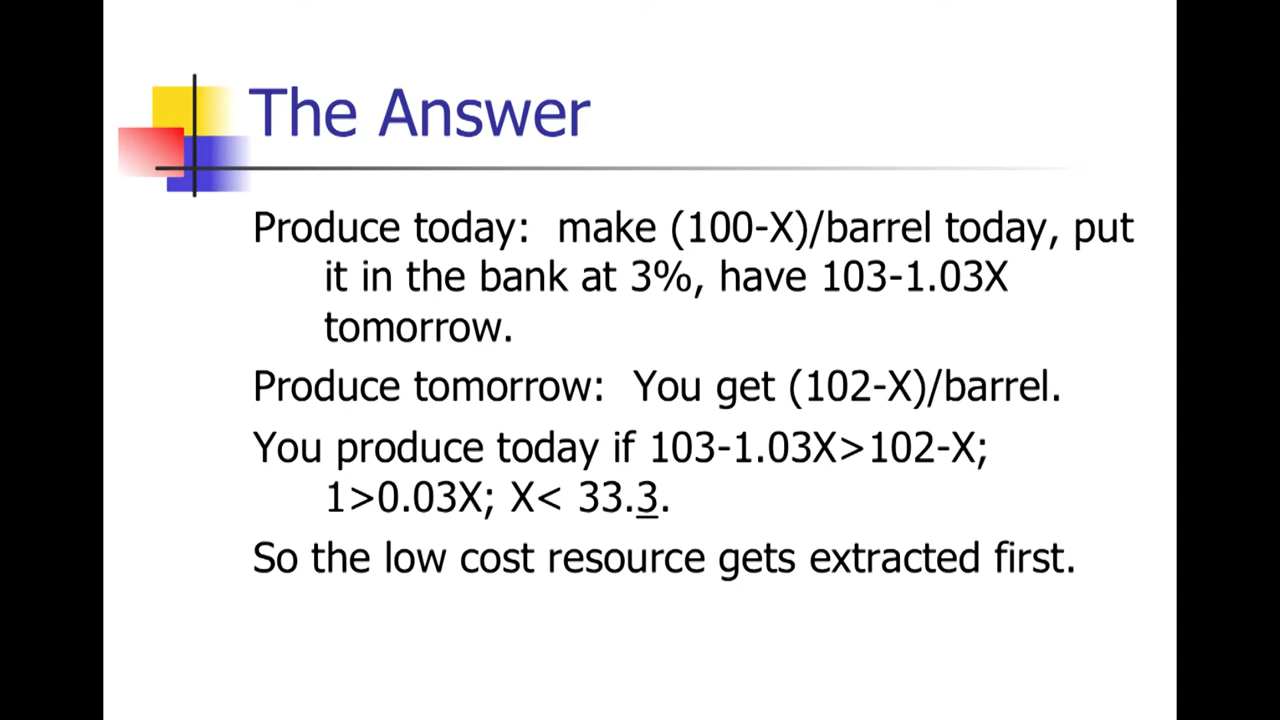 The Answer
Produce today:  make (100-X)/barrel today, put
it in the bank at 3%, have 103-1.03X
tomorrow.
Produce tomorrow:  You get (102-X)/barrel.
You produce today if 103-1.03X>102-X;
1>0.03X; X< 33.3.
So the low cost resource gets extracted first.